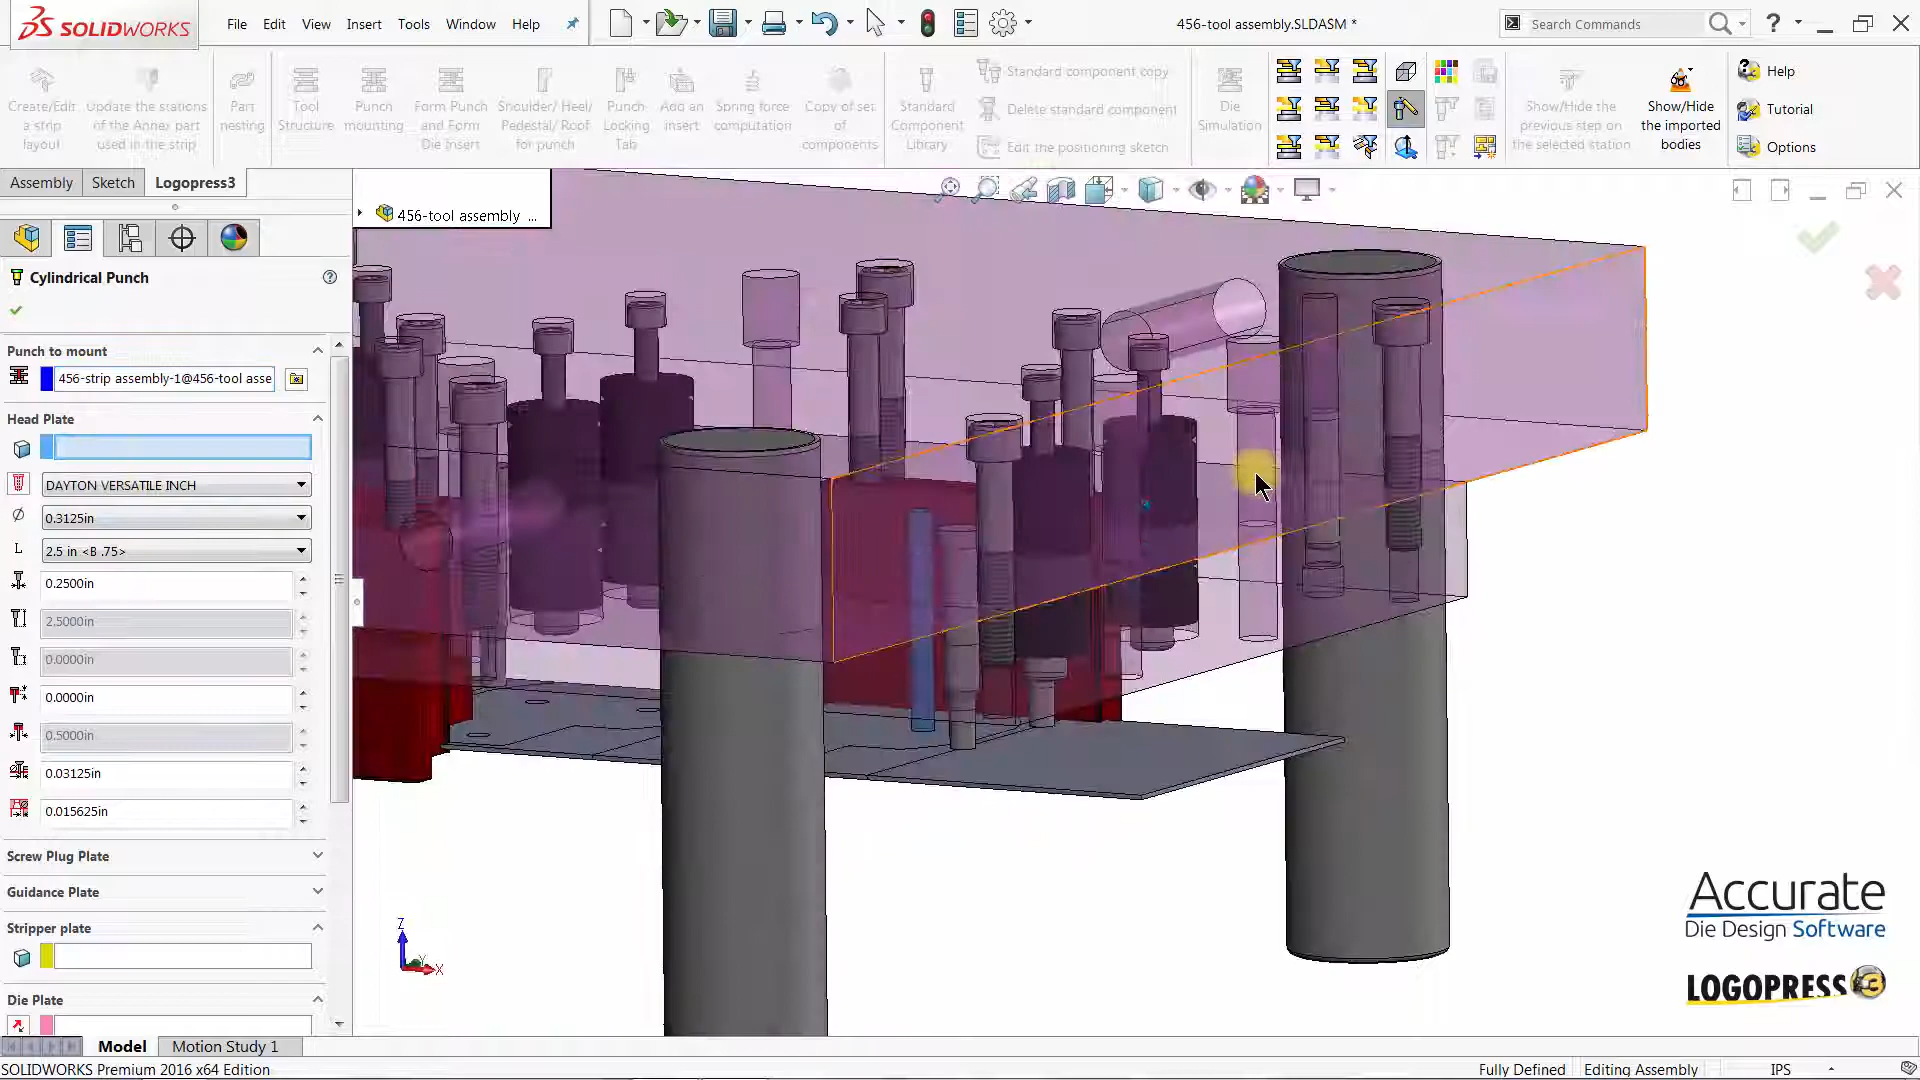 SOLIDWORKS
File Edit View Insert Tools Window Help
456-tool assembly.SLDASM *
Search Commands
Create/Edit a strip layout
Update the stations of the Annex part used in the strip
Part nesting
Tool Structure
Punch mounting
Form Punch and Form Die Insert
Shoulder/ Heel/ Pedestal/ Roof for punch
Punch Locking Tab
Add an insert
Spring force computation
Copy of set of components
Standard Component Library
Standard component copy
Delete standard component
Edit the positioning sketch
Die Simulation
Show/Hide the previous step on the selected station
Show/Hide the imported bodies
Help
Tutorial
Options
Assembly Sketch Logopress3
456-tool assembly ...
Cylindrical Punch
Punch to mount
456-strip assembly-1@456-tool asse
Head Plate
DAYTON VERSATILE INCH
0.3125in
L 2.5 in <B .75>
0.2500in
2.5000in
0.0000in
0.0000in
0.5000in
0.03125in
0.015625in
Screw Plug Plate
Guidance Plate
Stripper plate
Die Plate
Z
Y
X
Accurate
Die Design Software
LOGOPRESS3
Model Motion Study 1
SOLIDWORKS Premium 2016 x64 Edition
Fully Defined Editing Assembly IPS